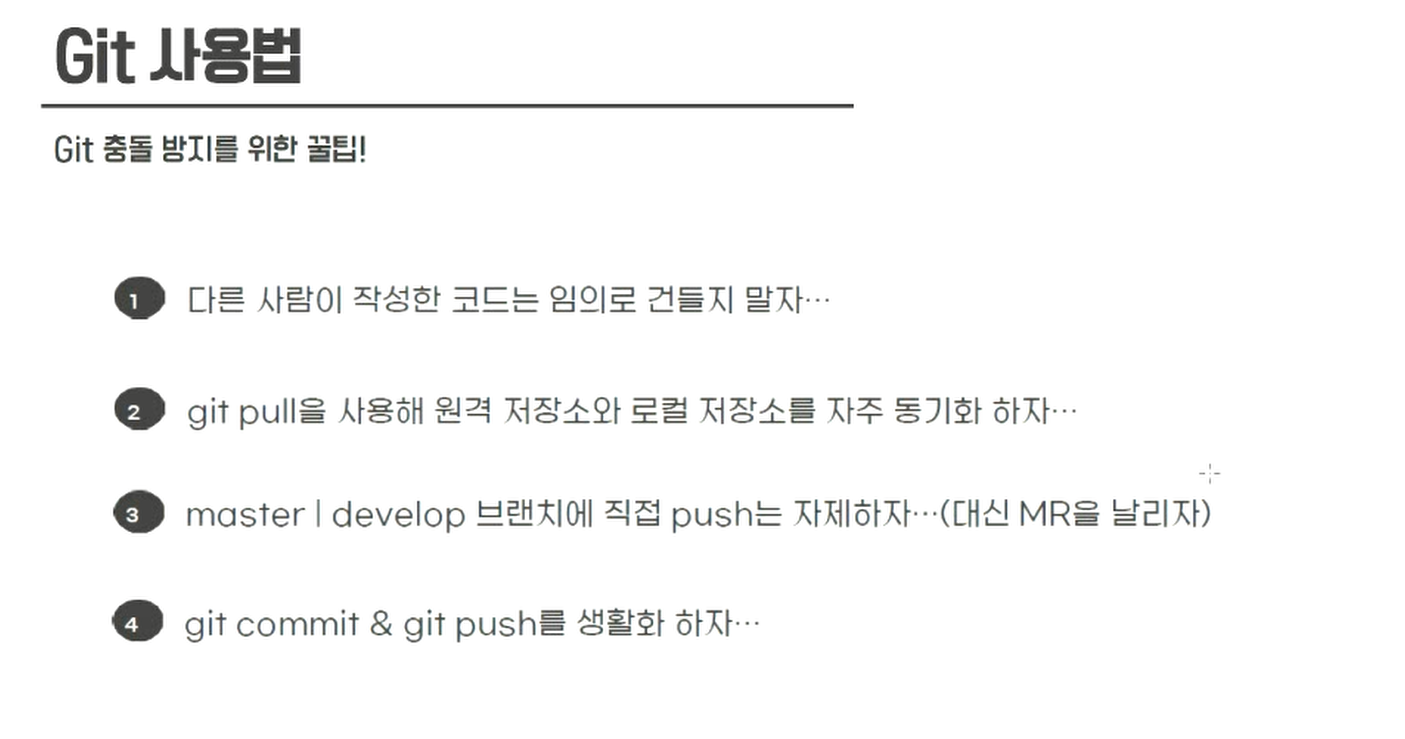 Git 사용법
Git 충돌 방지를 위한 꿀팁!
1 다른 사람이 작성한 코드는 임의로 건들지 말자…
2 git pull을 사용해 원격 저장소와 로컬 저장소를 자주 동기화 하자…
3 master | develop 브랜치에 직접 push는 자제하자…(대신 MR을 날리자)
4 git commit & git push를 생활화 하자…